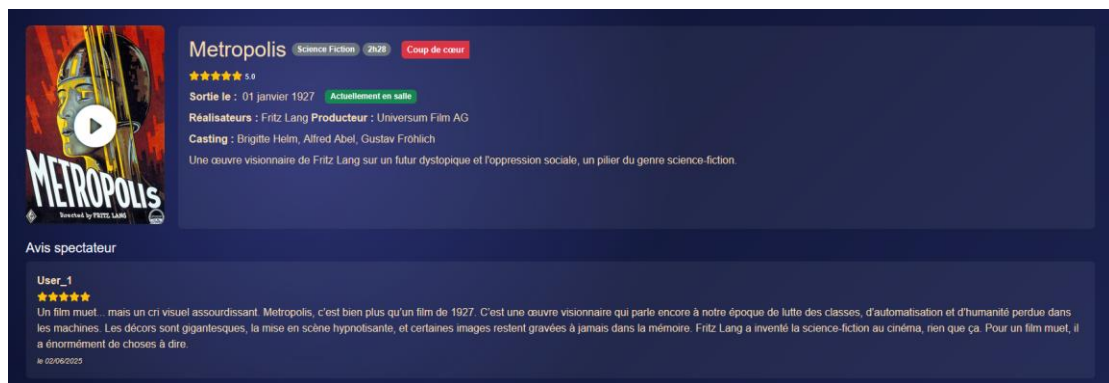 Metropolis Science Fiction 2h28 Coup de cœur
5.0
Sortie le : 01 janvier 1927 Actuellement en salle
Réalisateurs : Fritz Lang Producteur : Universum Film AG
Casting : Brigitte Helm, Alfred Abel, Gustav Fröhlich
Une œuvre visionnaire de Fritz Lang sur un futur dystopique et l'oppression sociale, un pilier du genre science-fiction.
METROPOLIS
Directed by FRITZ LANG
Avis spectateur
User_1
Un film muet... mais un cri visuel assourdissant. Metropolis, c'est bien plus qu'un film de 1927. C'est une œuvre visionnaire qui parle encore à notre époque de lutte des classes, d'automatisation et d'humanité perdue dans
les machines. Les décors sont gigantesques, la mise en scène hypnotisante, et certaines images restent gravées à jamais dans la mémoire. Fritz Lang a inventé la science-fiction au cinéma, rien que ça. Pour un film muet, il
a énormément de choses à dire.
le 02/06/2025